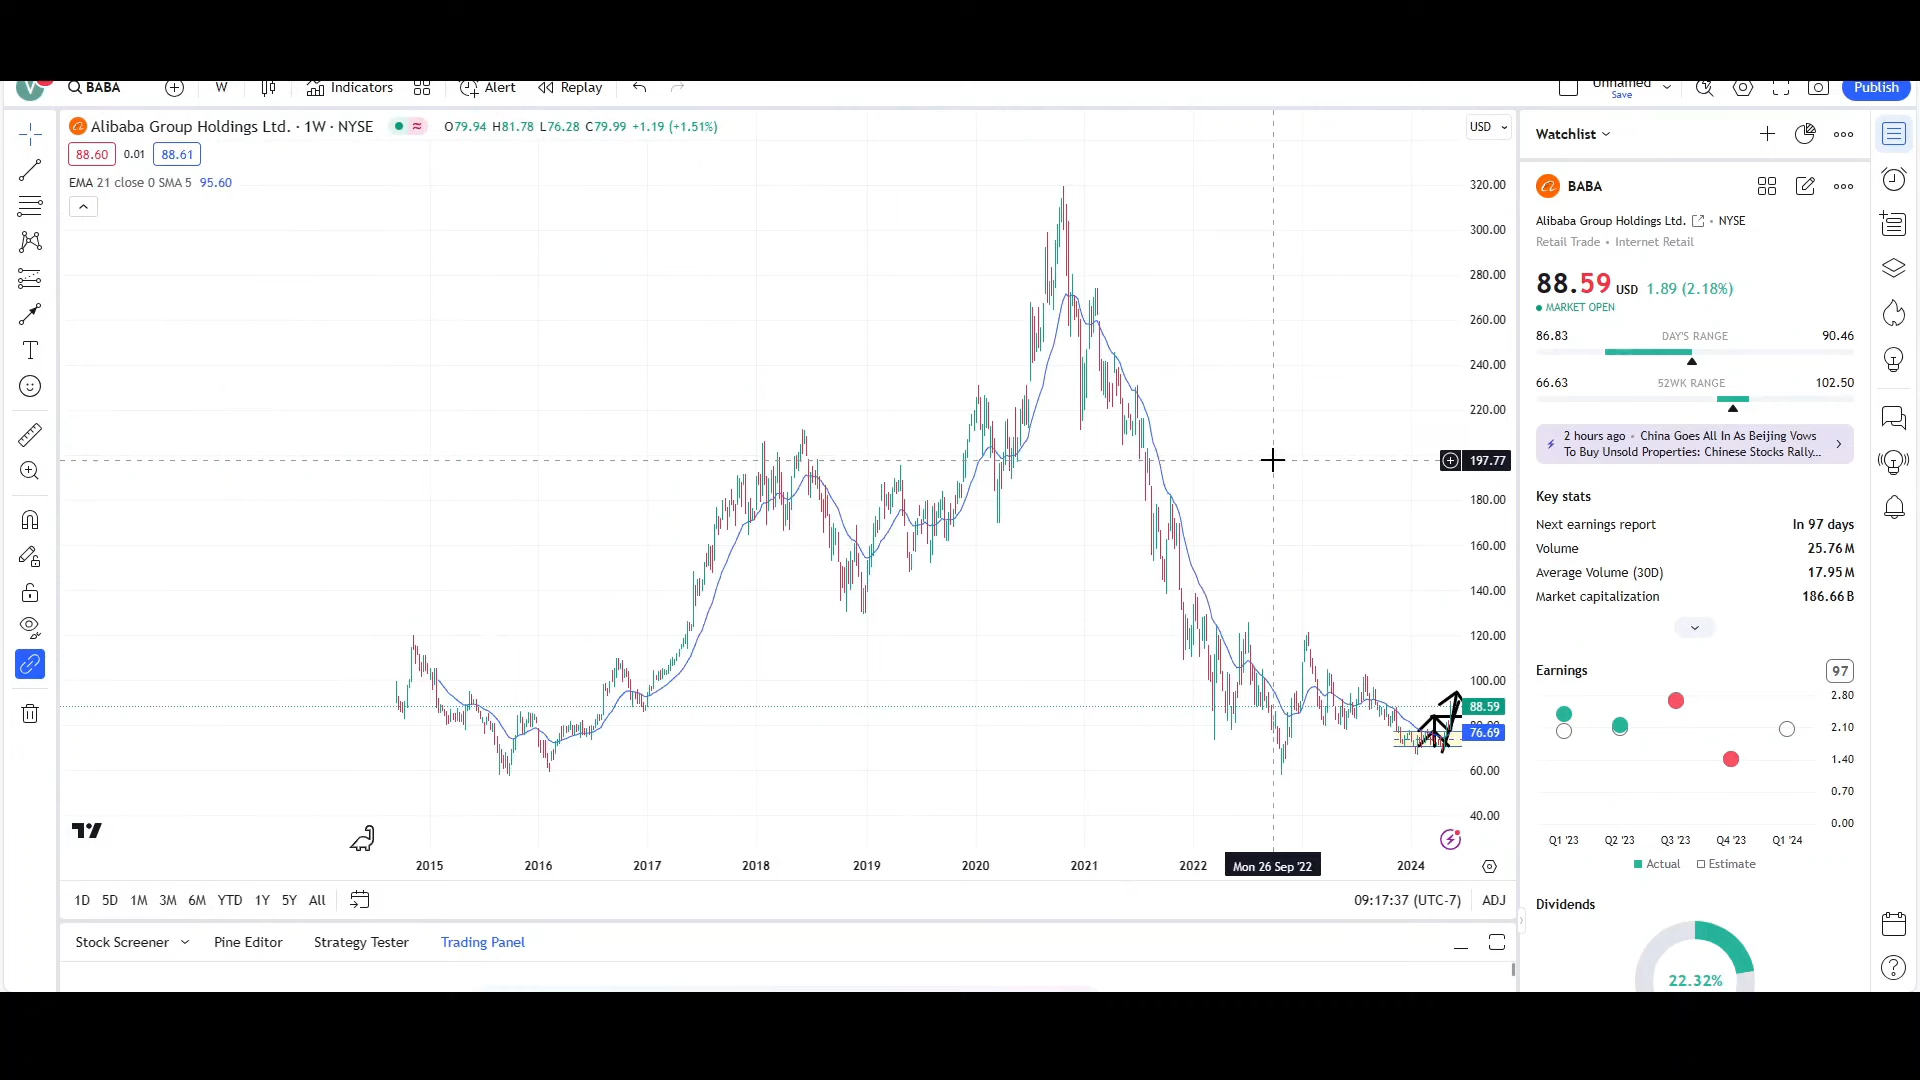 V BABA W Indicators Alert Replay Unnamed Save Publish
Alibaba Group Holdings Ltd. · 1W · NYSE O79.94 H81.78 L76.28 C79.99 +1.19 (+1.51%) USD
88.60 0.01 88.61
EMA 21 close 0 SMA 5 95.60
320.00
300.00
280.00
260.00
240.00
220.00
197.77
180.00
160.00
140.00
120.00
100.00
88.59
80.00
76.69
60.00
40.00
2015 2016 2017 2018 2019 2020 2021 2022 Mon 26 Sep '22 2024
1D 5D 1M 3M 6M YTD 1Y 5Y All 09:17:37 (UTC-7) ADJ
Stock Screener Pine Editor Strategy Tester Trading Panel
Watchlist
BABA
Alibaba Group Holdings Ltd. • NYSE
Retail Trade • Internet Retail
88.59 USD 1.89 (2.18%)
MARKET OPEN
86.83 DAY'S RANGE 90.46
66.63 52WK RANGE 102.50
2 hours ago • China Goes All In As Beijing Vows
To Buy Unsold Properties: Chinese Stocks Rally...
Key stats
Next earnings report In 97 days
Volume 25.76M
Average Volume (30D) 17.95M
Market capitalization 186.66B
Earnings 97
2.80
2.10
1.40
0.70
0.00
Q1 '23 Q2 '23 Q3 '23 Q4 '23 Q1 '24
Actual Estimate
Dividends
22.32%